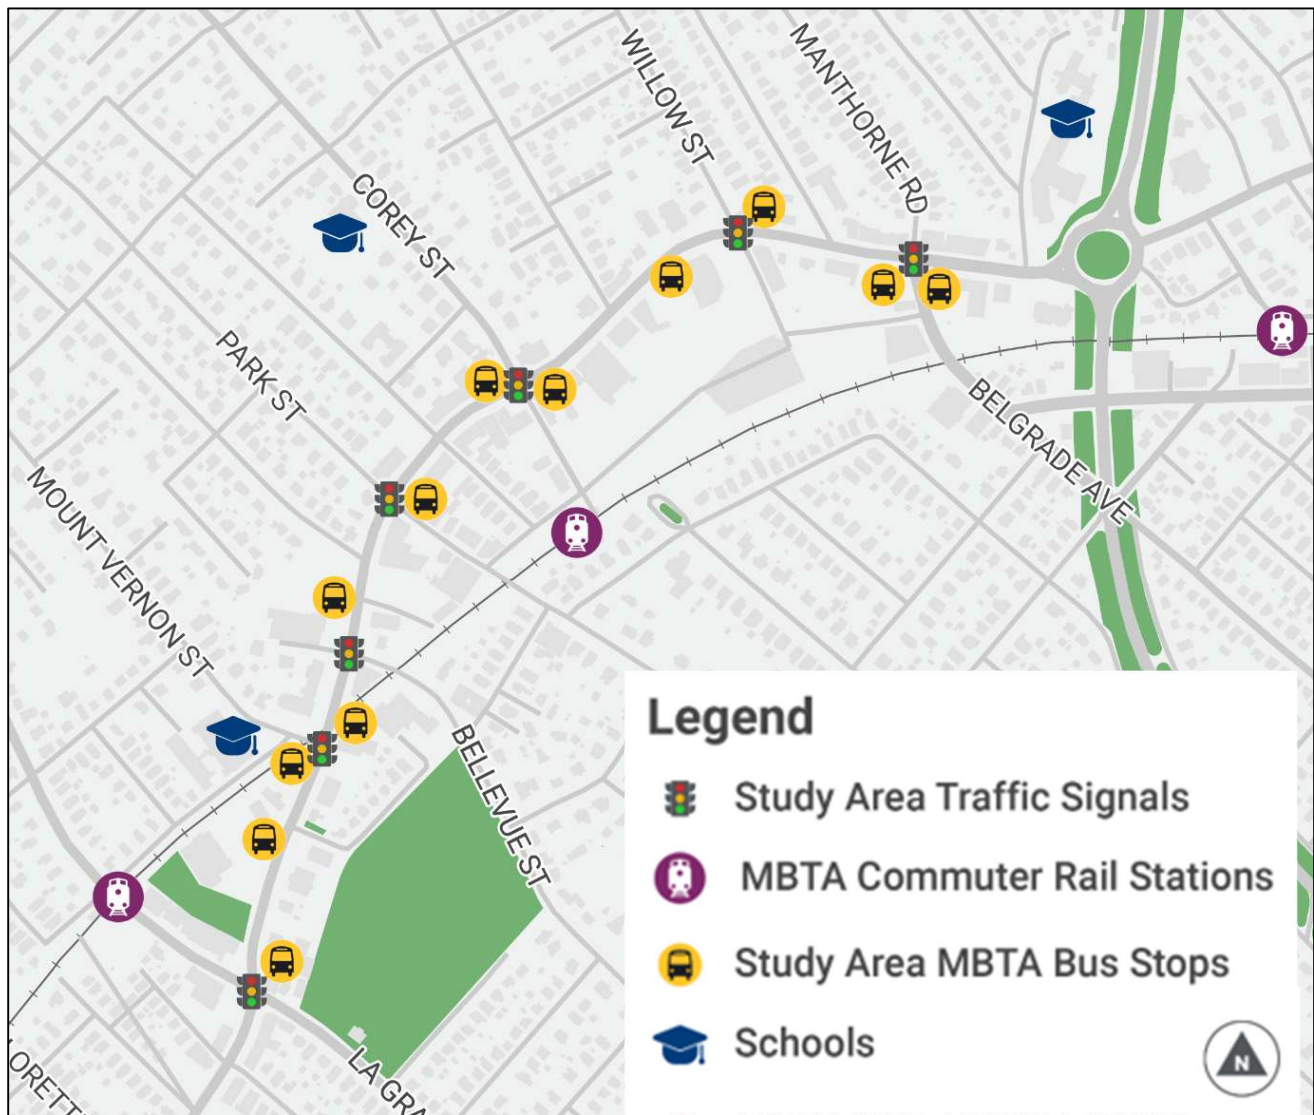 WILLOW ST
MANTHORNE RD
COREY ST
PARK ST
BELGRADE AVE
MOUNT VERNON ST
BELLEVUE ST
LA GRA
LORETT
Legend
Study Area Traffic Signals
MBTA Commuter Rail Stations
Study Area MBTA Bus Stops
Schools
N